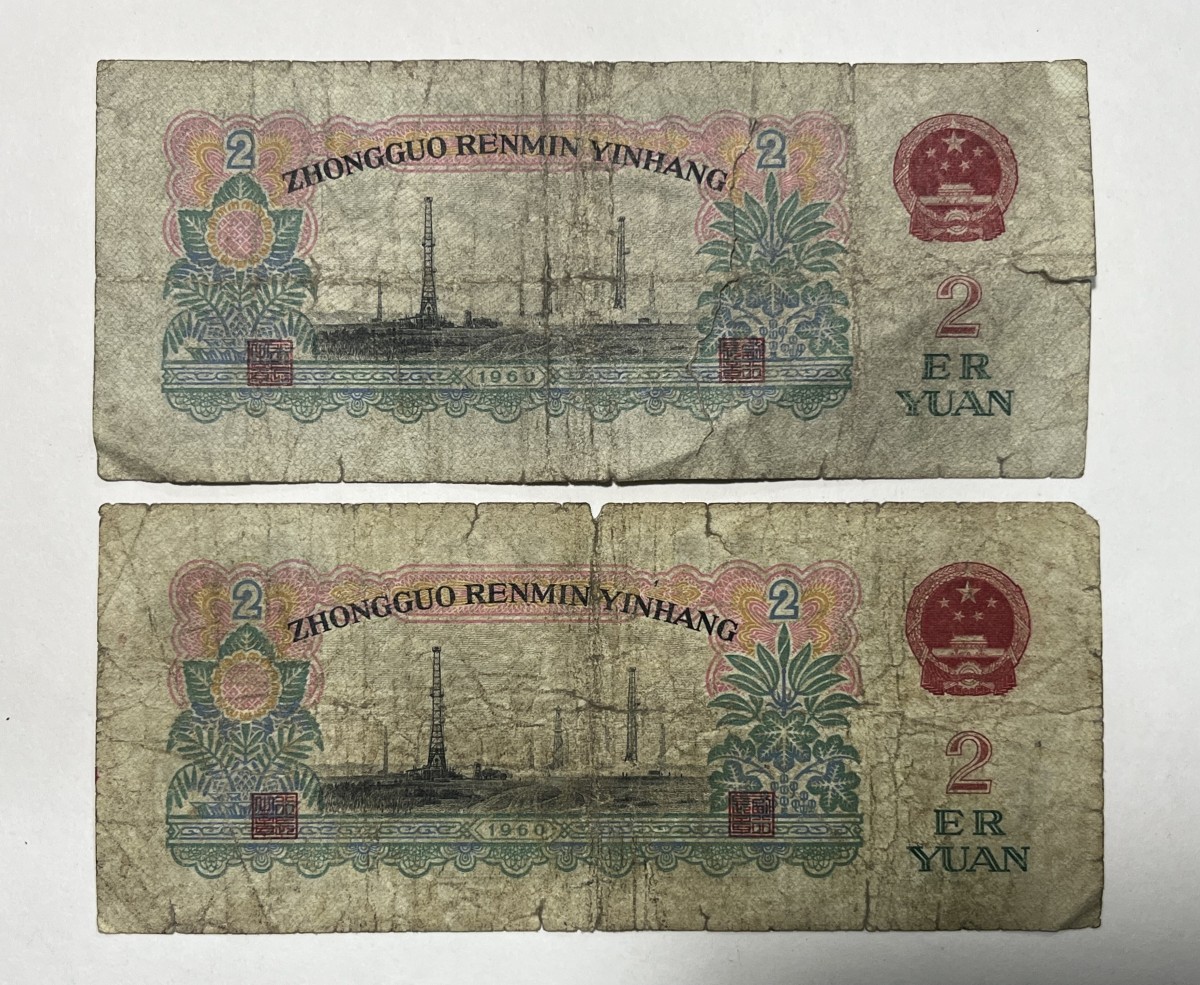 2 2
ZHONGGUO RENMIN YINHANG
2
ER
YUAN
1960
2 2
ZHONGGUO RENMIN YINHANG
2
ER
YUAN
1960